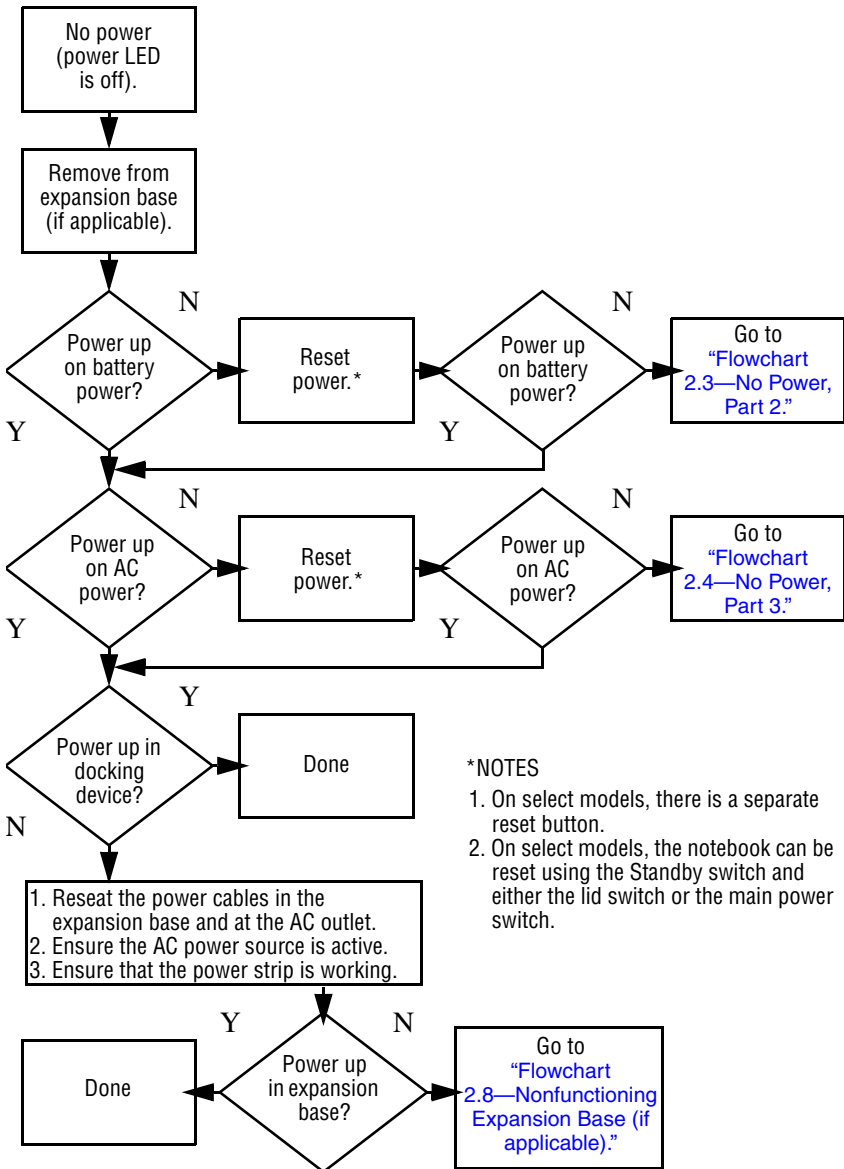 No power
(power LED
is off).
Remove from
expansion base
(if applicable).
N
N
Power up
on battery
power?
Reset
power.*
Power up
on battery
power?
Go to
“Flowchart
2.3—No Power,
Part 2.”
Y
Y
N
N
Power up
on AC
power?
Reset
power.*
Power up
on AC
power?
Go to
“Flowchart
2.4—No Power,
Part 3.”
Y
Y
Y
Power up in
docking
device?
Done
N
*NOTES
1. On select models, there is a separate
reset button.
2. On select models, the notebook can be
reset using the Standby switch and
either the lid switch or the main power
switch.
1. Reseat the power cables in the
expansion base and at the AC outlet.
2. Ensure the AC power source is active.
3. Ensure that the power strip is working.
Y
N
Done
Power up
in expansion
base?
Go to
“Flowchart
2.8—Nonfunctioning
Expansion Base (if
applicable).”